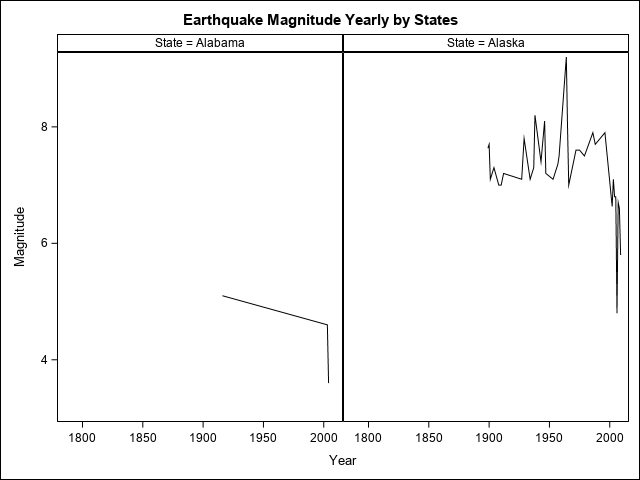 Earthquake Magnitude Yearly by States
State = Alabama
State = Alaska
8
6
4
Magnitude
1800 1850 1900 1950 2000
1800 1850 1900 1950 2000
Year